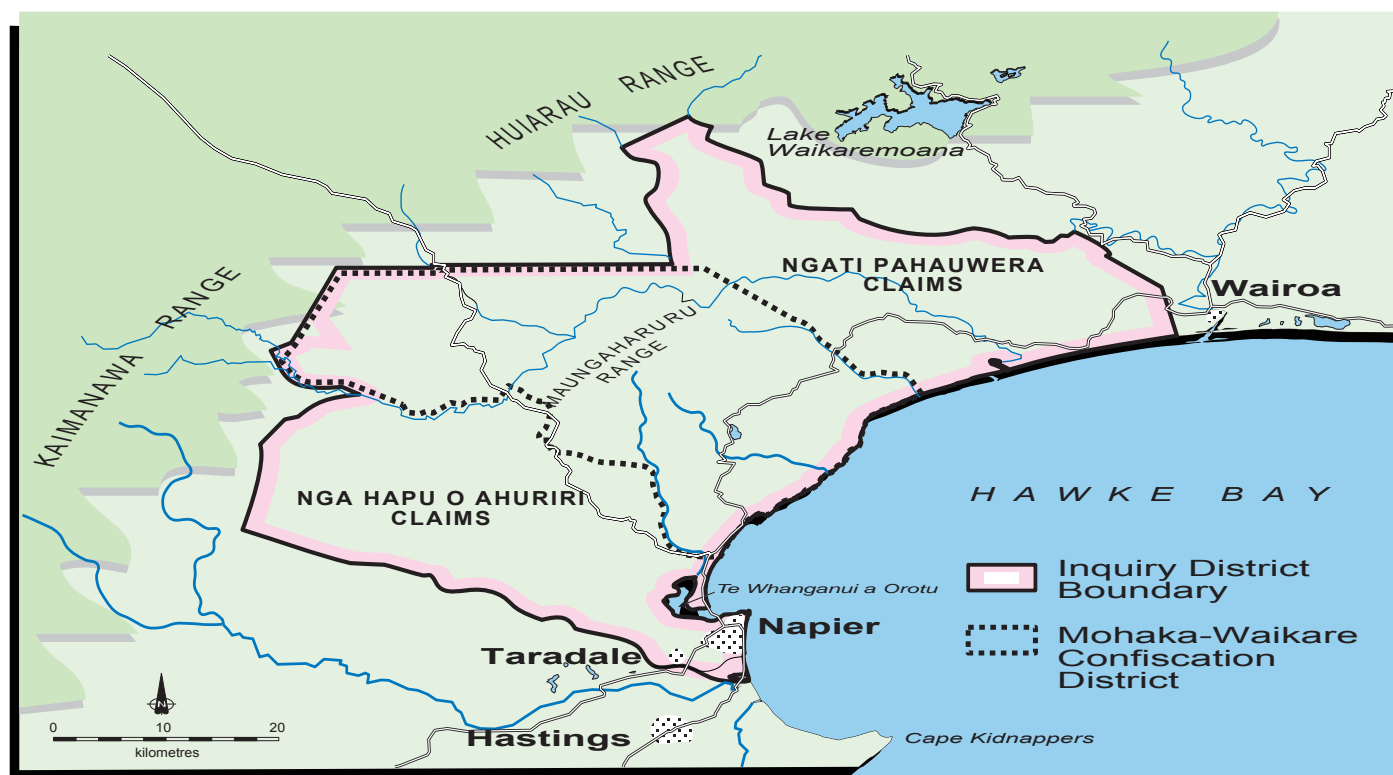 HUIARAU RANGE
Lake
Waikaremoana
KAIMANAWA RANGE
NGATI PAHAUWERA
CLAIMS
Wairoa
MAUNGAHARURU
RANGE
NGA HAPU O AHURIRI
CLAIMS
HAWKE BAY
Inquiry District
Boundary
Te Whanganui a Orotu
Napier
Mohaka-Waikare
Confiscation
District
Taradale
N
0 10 20
kilometres
Hastings
Cape Kidnappers